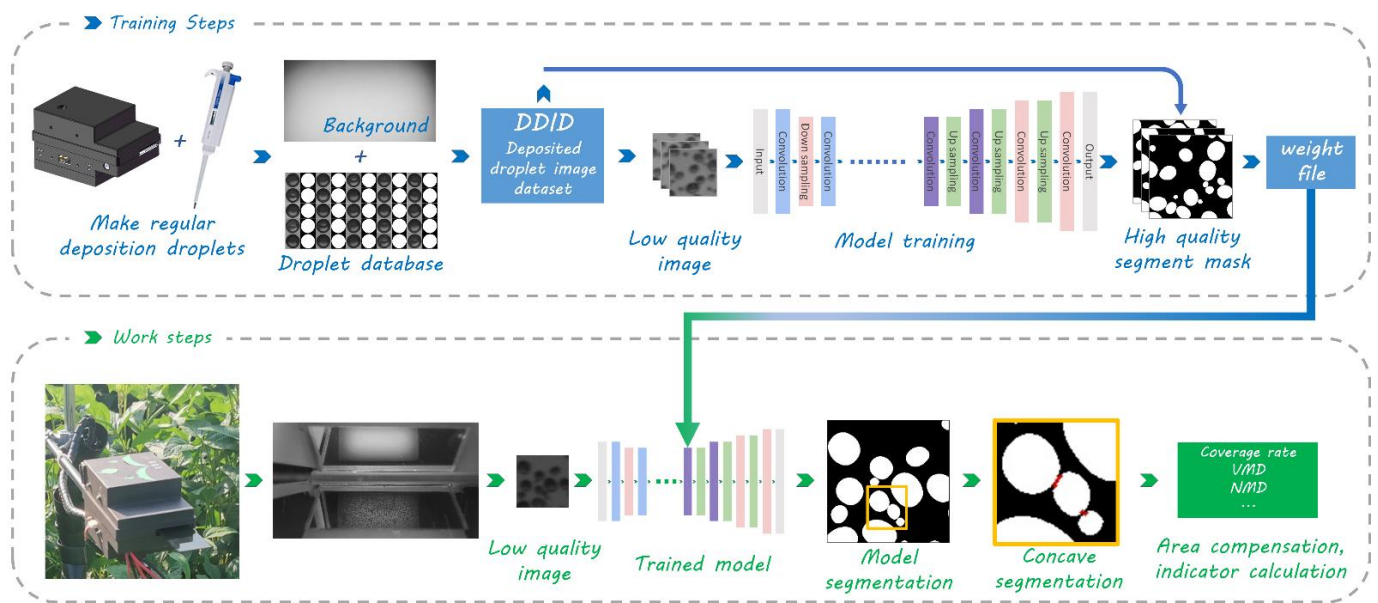 Training Steps
+
Background
+
Make regular
deposition droplets
Droplet database
DDID
Deposited
droplet image
dataset
Low quality
image
Input
Convolution
Down sampling
Convolution
Convolution
Up sampling
Convolution
Up sampling
Convolution
Up sampling
Convolution
Output
Model training
High quality
segment mask
weight
file
Work steps
Low quality
image
Trained model
Model
segmentation
Concave
segmentation
Coverage rate
VMD
NMD
...
Area compensation,
indicator calculation